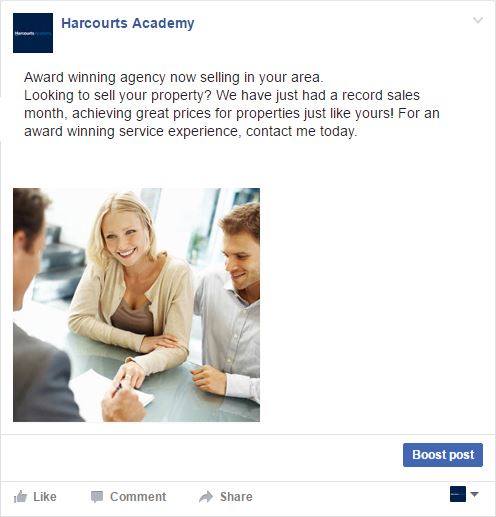 Harcourts Academy
Harcourts Academy
Award winning agency now selling in your area.
Looking to sell your property? We have just had a record sales
month, achieving great prices for properties just like yours! For an
award winning service experience, contact me today.
Boost post
Like Comment Share